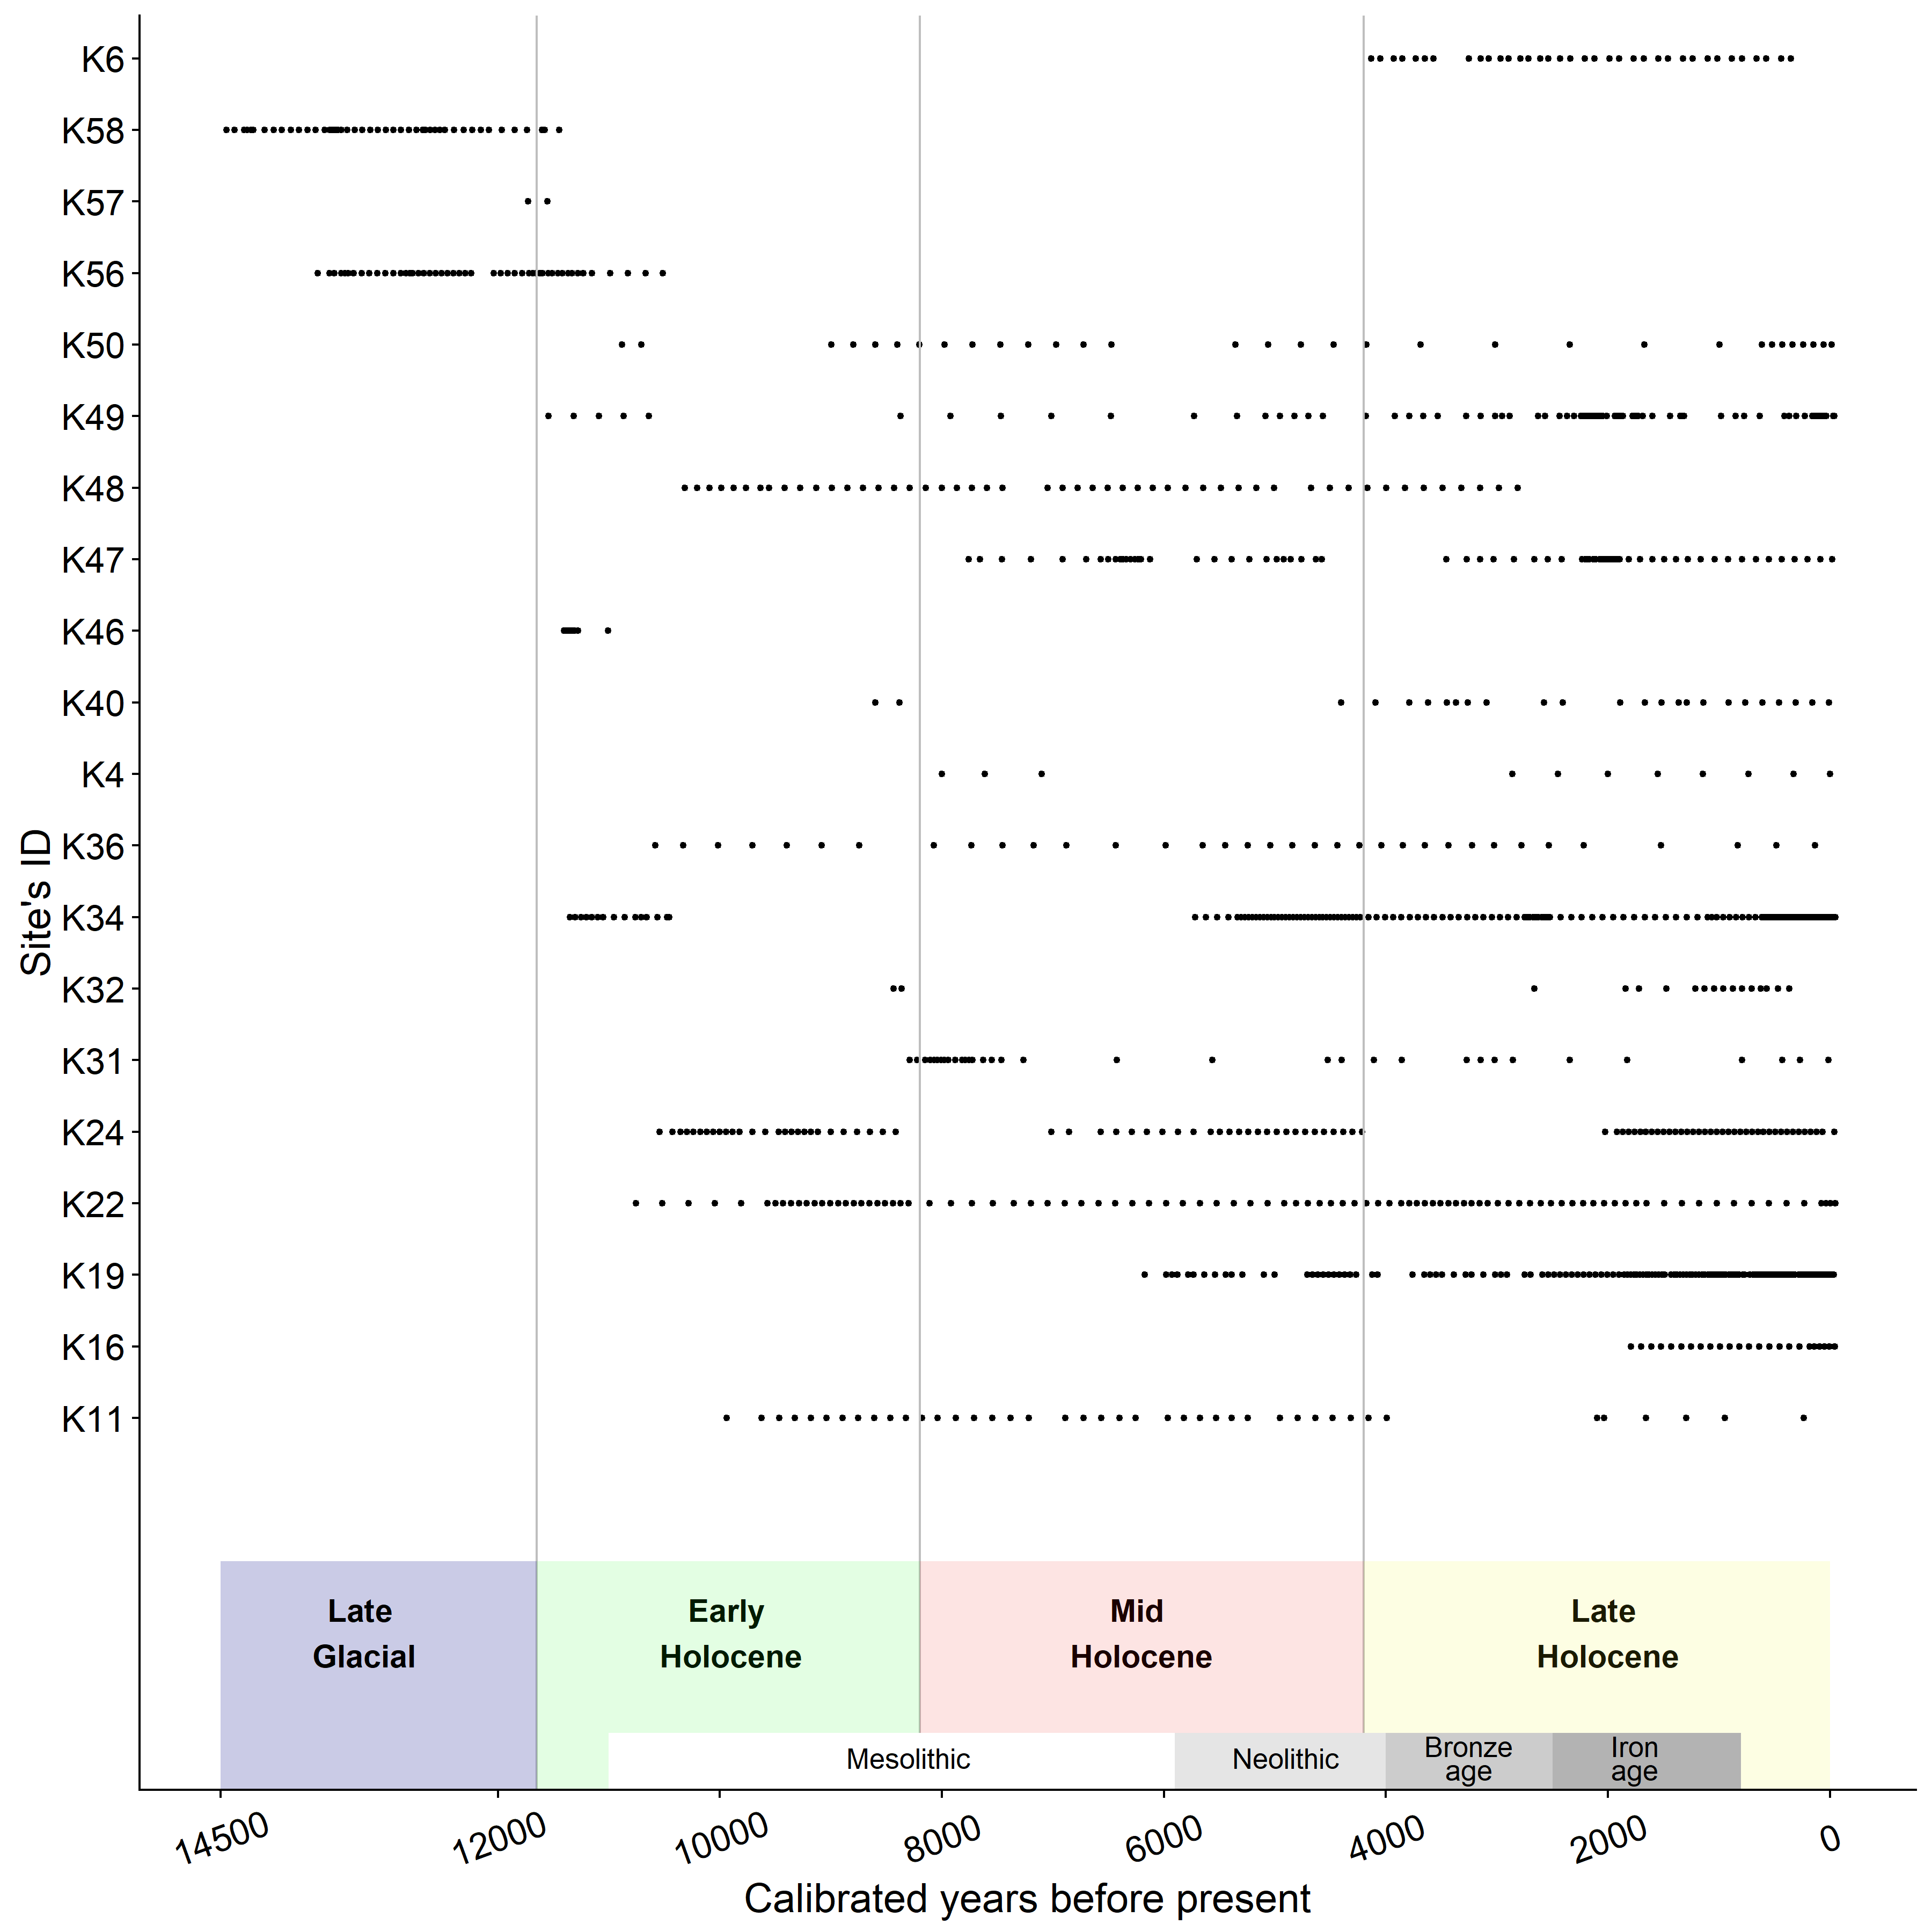 K6
K58
K57
K56
K50
K49
K48
K47
K46
K40
K4
K36
K34
K32
K31
K24
K22
K19
K16
K11
Site's ID
Late
Glacial
Early
Holocene
Mid
Holocene
Late
Holocene
Mesolithic
Neolithic
Bronze
age
Iron
age
14500
12000
10000
8000
6000
4000
2000
0
Calibrated years before present